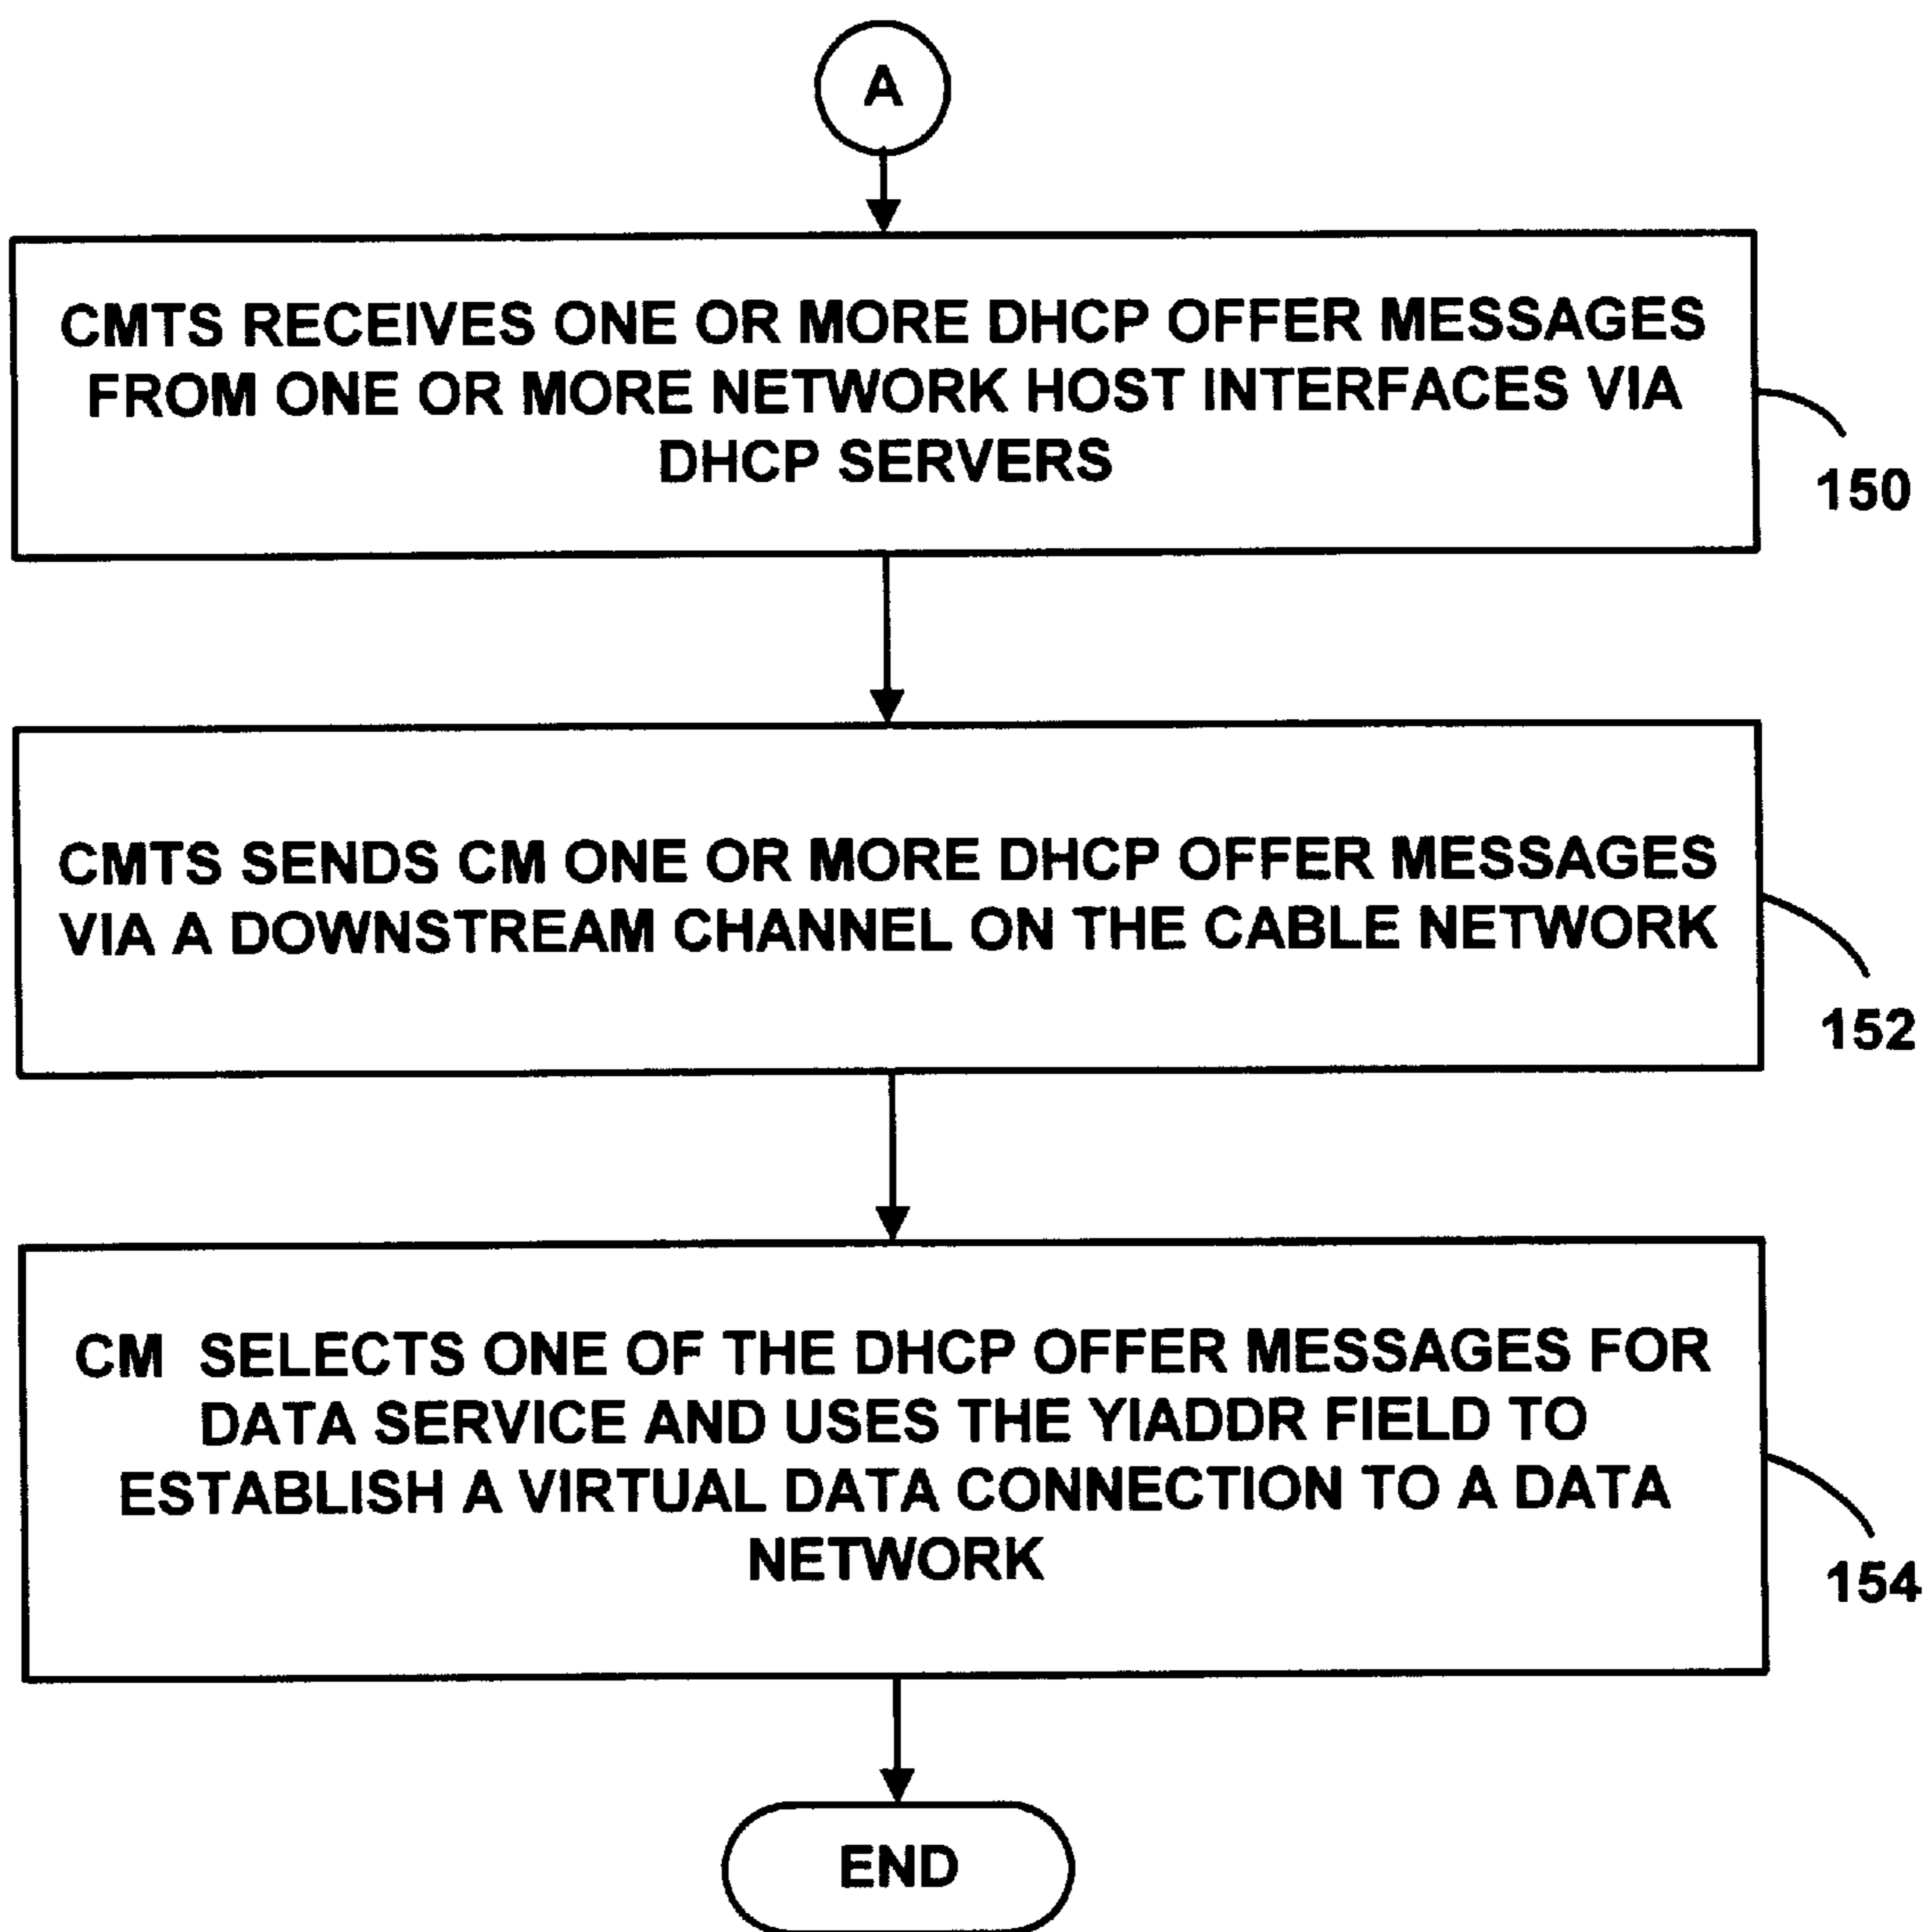 A
CMTS RECEIVES ONE OR MORE DHCP OFFER MESSAGES
FROM ONE OR MORE NETWORK HOST INTERFACES VIA
DHCP SERVERS
150
CMTS SENDS CM ONE OR MORE DHCP OFFER MESSAGES
VIA A DOWNSTREAM CHANNEL ON THE CABLE NETWORK
152
CM SELECTS ONE OF THE DHCP OFFER MESSAGES FOR
DATA SERVICE AND USES THE YIADDR FIELD TO
ESTABLISH A VIRTUAL DATA CONNECTION TO A DATA
NETWORK
154
END